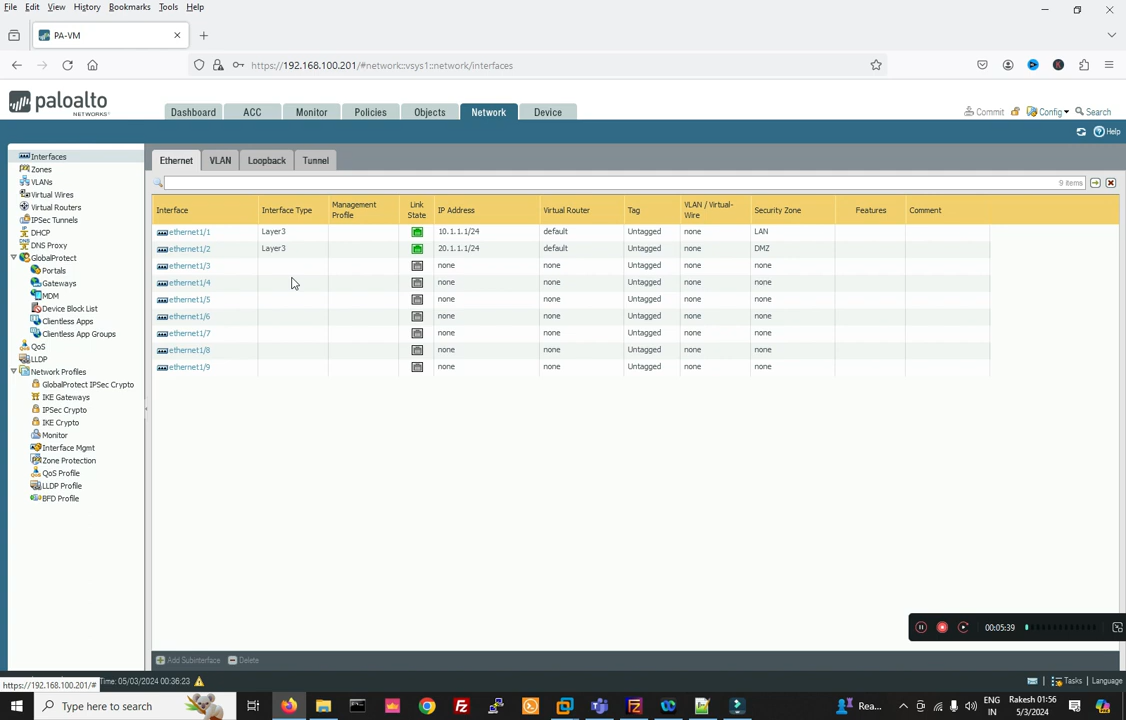 File Edit View History Bookmarks Tools Help
PA-VM
https://192.168.100.201/#network::vsys1::network/interfaces
paloalto
NETWORKS
Dashboard ACC Monitor Policies Objects Network Device
Commit Config Search
Help
Interfaces
Zones
VLANs
Virtual Wires
Virtual Routers
IPSec Tunnels
DHCP
DNS Proxy
GlobalProtect
Portals
Gateways
MDM
Device Block List
Clientless Apps
Clientless App Groups
QoS
LLDP
Network Profiles
GlobalProtect IPSec Crypto
IKE Gateways
IPSec Crypto
IKE Crypto
Monitor
Interface Mgmt
Zone Protection
QoS Profile
LLDP Profile
BFD Profile
Ethernet VLAN Loopback Tunnel
9 items
Interface Interface Type Management Profile Link State IP Address Virtual Router Tag VLAN / Virtual-Wire Security Zone Features Comment
ethernet1/1 Layer3 10.1.1.1/24 default Untagged none LAN
ethernet1/2 Layer3 20.1.1.1/24 default Untagged none DMZ
ethernet1/3 none none Untagged none none
ethernet1/4 none none Untagged none none
ethernet1/5 none none Untagged none none
ethernet1/6 none none Untagged none none
ethernet1/7 none none Untagged none none
ethernet1/8 none none Untagged none none
ethernet1/9 none none Untagged none none
00:05:39
Add Subinterface Delete
https://192.168.100.201/#
Time: 05/03/2024 00:36:23
Tasks Language
Type here to search
Rea...
ENG
IN
Rakesh 01:56
5/3/2024